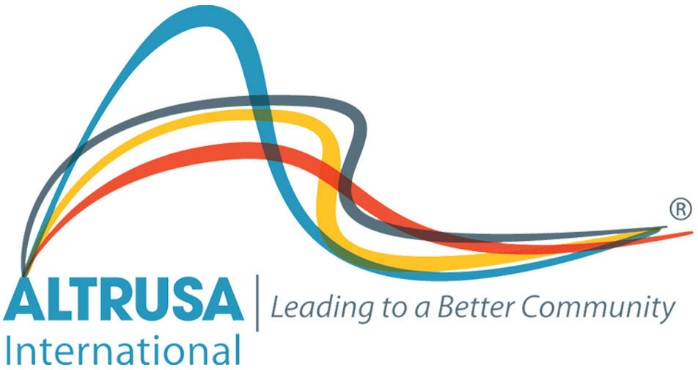 ®
ALTRUSA | Leading to a Better Community
International